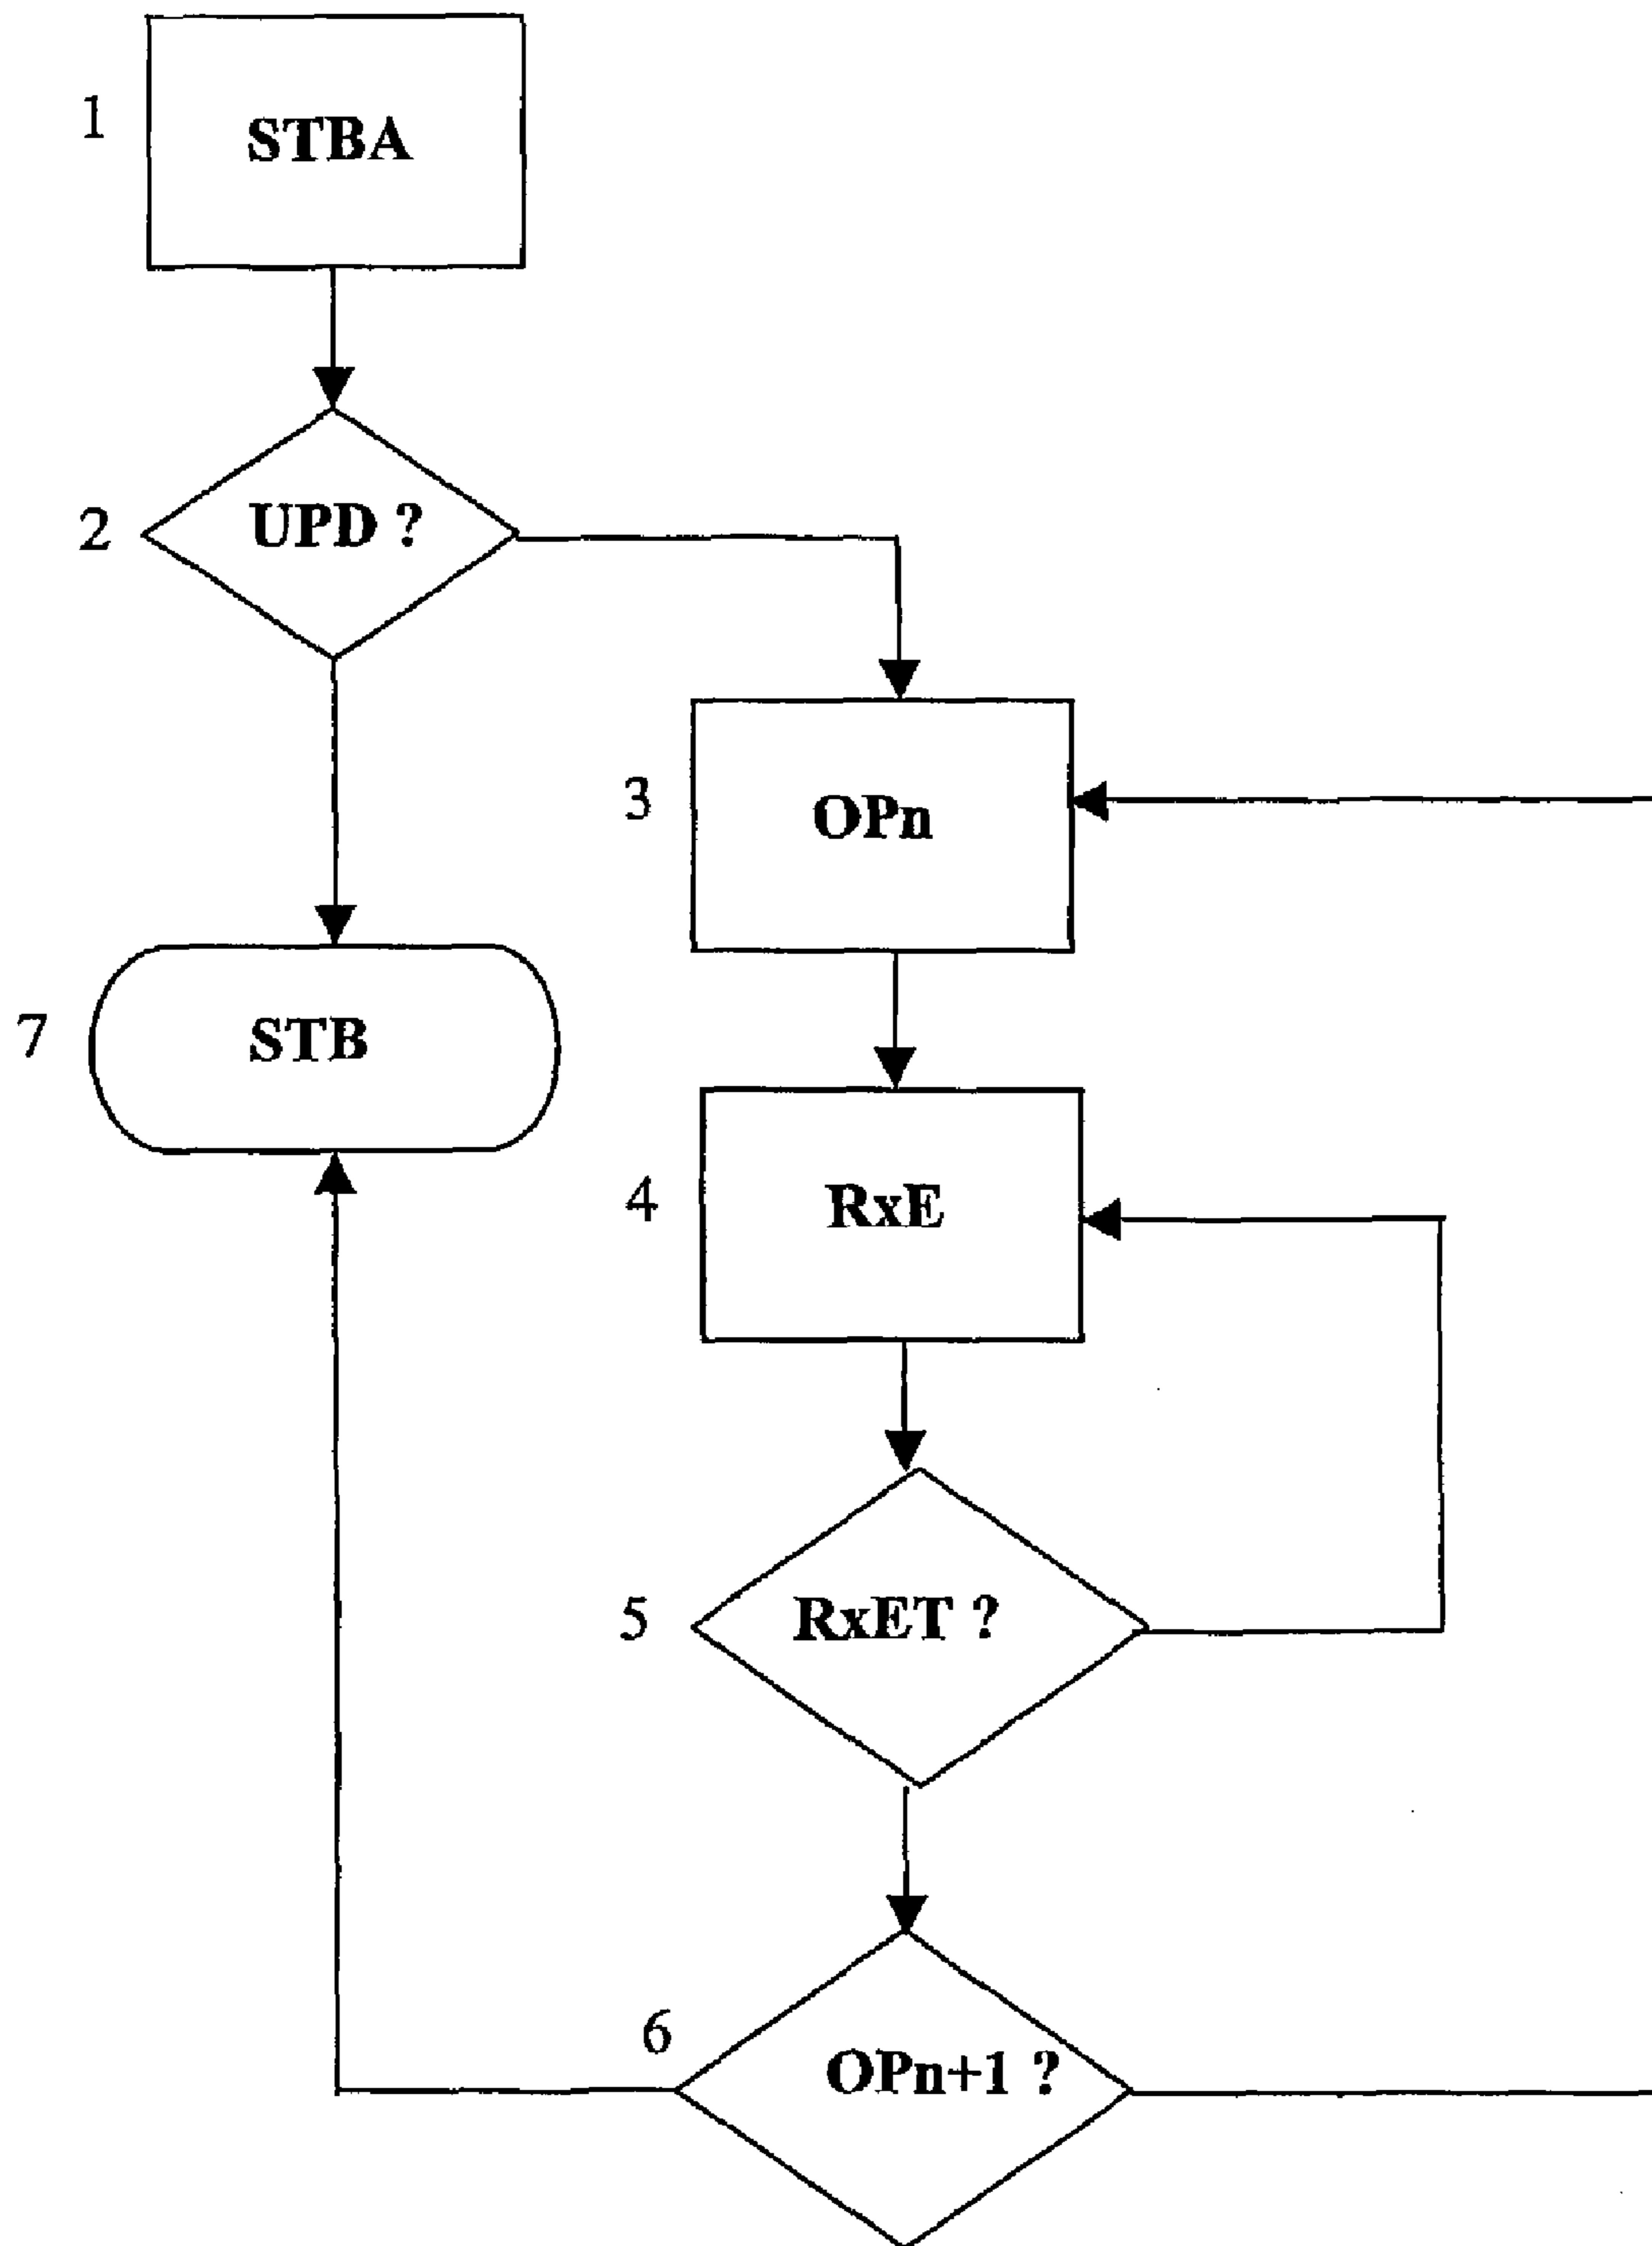 1 STBA
2 UPD ?
3 OPn
7 STB
4 RxE
5 RxET ?
6 OPn+1 ?